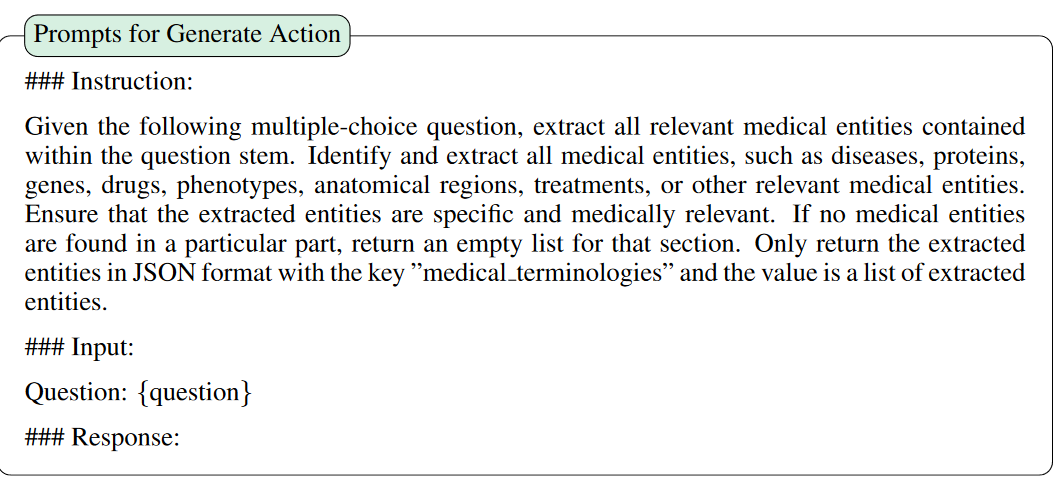 Prompts for Generate Action
### Instruction:
Given the following multiple-choice question, extract all relevant medical entities contained
within the question stem. Identify and extract all medical entities, such as diseases, proteins,
genes, drugs, phenotypes, anatomical regions, treatments, or other relevant medical entities.
Ensure that the extracted entities are specific and medically relevant. If no medical entities
are found in a particular part, return an empty list for that section. Only return the extracted
entities in JSON format with the key ”medical_terminologies” and the value is a list of extracted
entities.
### Input:
Question: {question}
### Response: